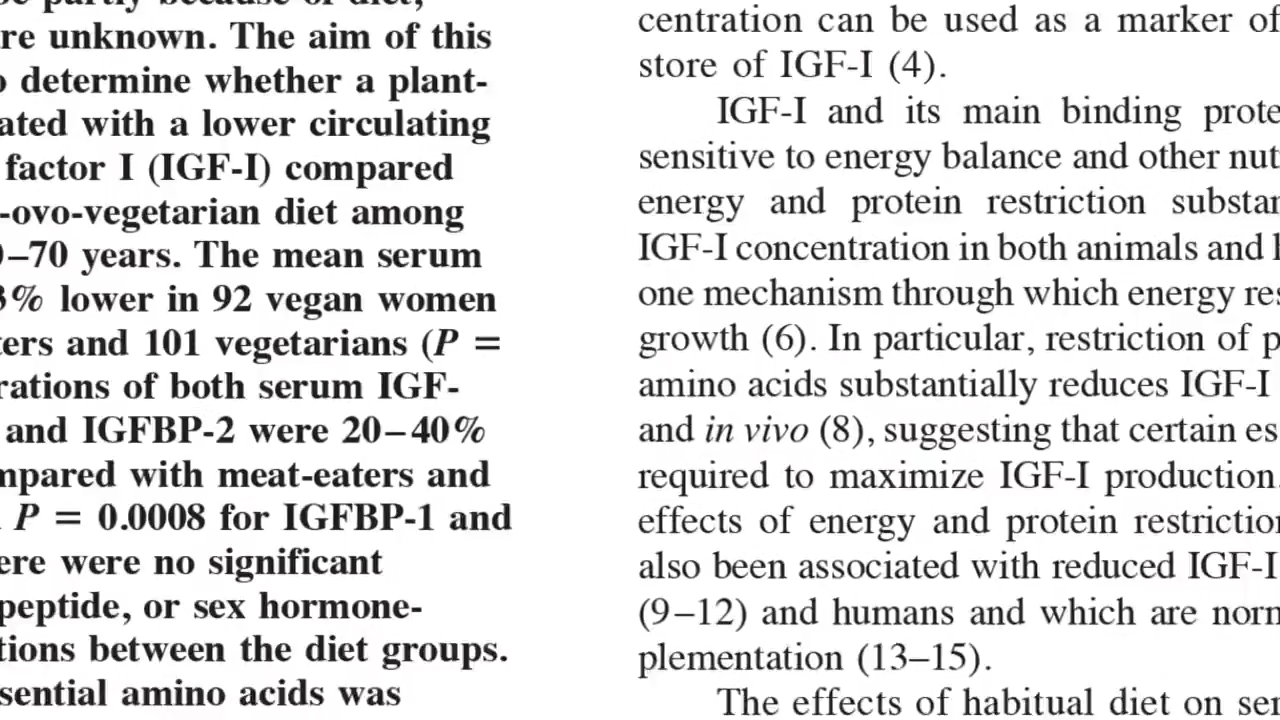 re unknown. The aim of this
determine whether a plant-
ated with a lower circulating
factor I (IGF-I) compared
-ovo-vegetarian diet among
–70 years. The mean serum
3% lower in 92 vegan women
ters and 101 vegetarians (P =
rations of both serum IGF-
and IGFBP-2 were 20–40%
mpared with meat-eaters and
P = 0.0008 for IGFBP-1 and
ere were no significant
peptide, or sex hormone-
tions between the diet groups.
sential amino acids was
centration can be used as a marker of
store of IGF-I (4).
IGF-I and its main binding prote
sensitive to energy balance and other nut
energy and protein restriction substan
IGF-I concentration in both animals and
one mechanism through which energy res
growth (6). In particular, restriction of p
amino acids substantially reduces IGF-I
and in vivo (8), suggesting that certain es
required to maximize IGF-I production.
effects of energy and protein restriction
also been associated with reduced IGF-I
(9–12) and humans and which are norm
plementation (13–15).
The effects of habitual diet on ser